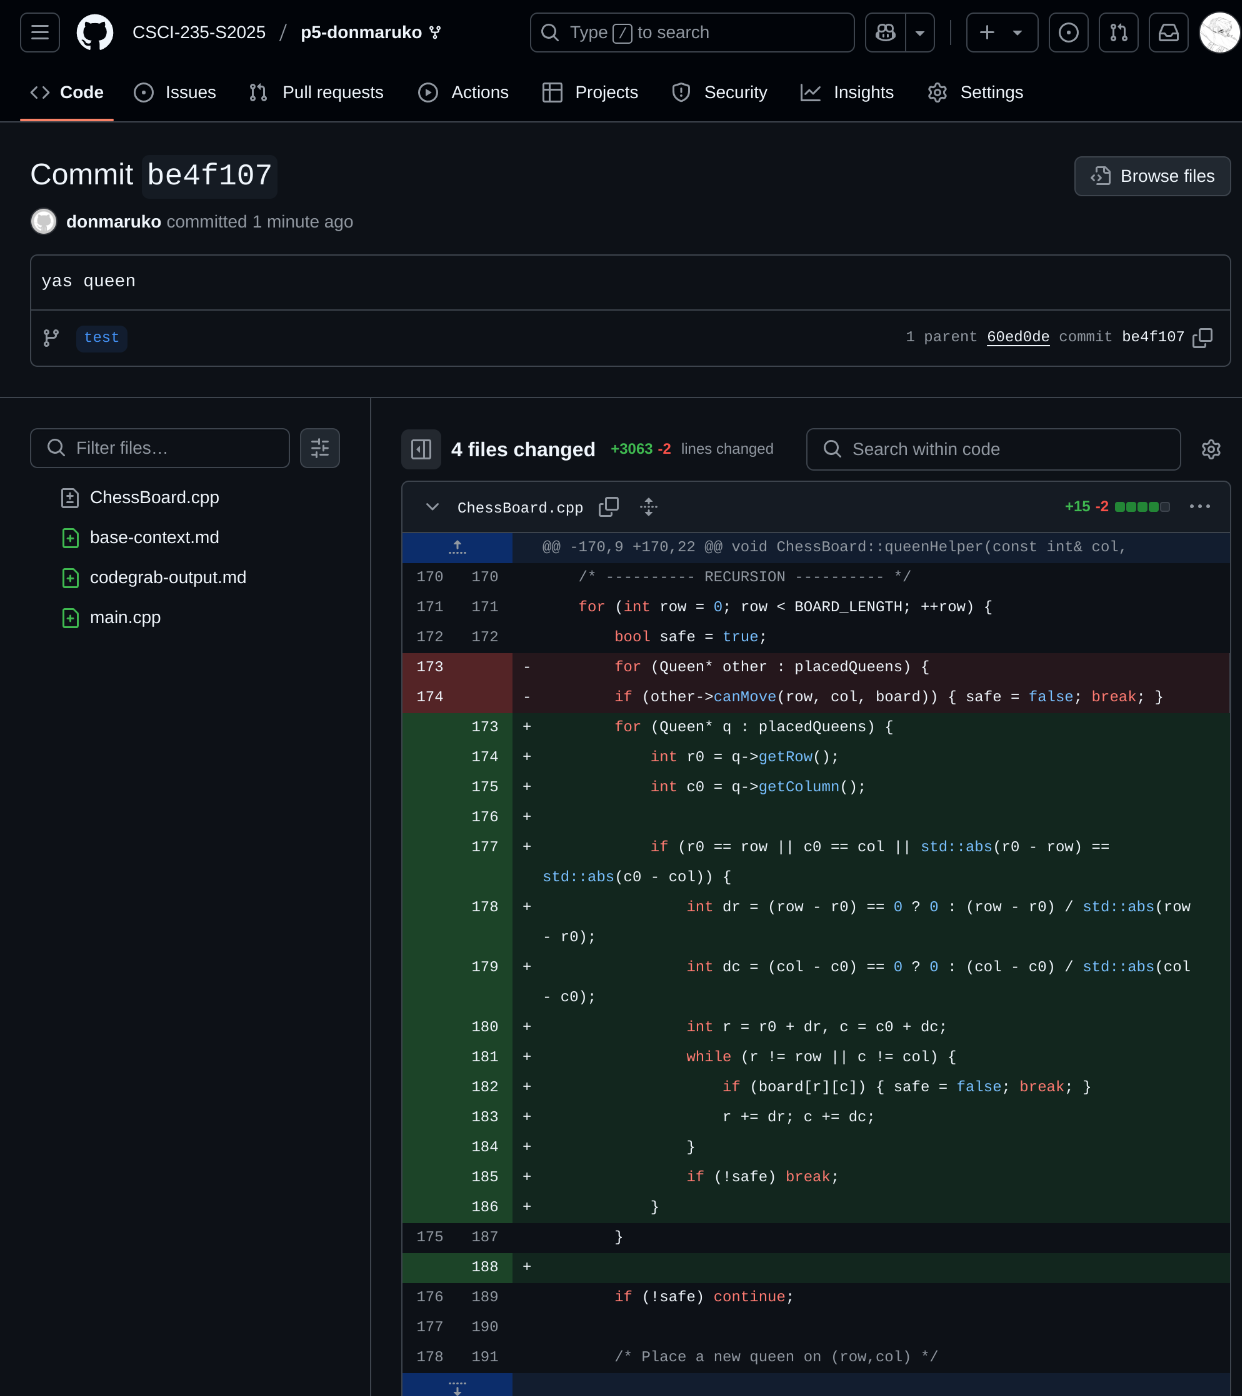 CSCI-235-S2025 / p5-donmaruko
Type / to search
Code Issues Pull requests Actions Projects Security Insights Settings
Commit be4f107
Browse files
donmaruko committed 1 minute ago
yas queen
test
1 parent 60ed0de commit be4f107
Filter files…
ChessBoard.cpp
base-context.md
codegrab-output.md
main.cpp
4 files changed +3063 -2 lines changed
Search within code
ChessBoard.cpp
+15 -2
@@ -170,9 +170,22 @@ void ChessBoard::queenHelper(const int& col,
170 170 /* ---------- RECURSION ---------- */
171 171 for (int row = 0; row < BOARD_LENGTH; ++row) {
172 172 bool safe = true;
173 - for (Queen* other : placedQueens) {
174 - if (other->canMove(row, col, board)) { safe = false; break; }
173 + for (Queen* q : placedQueens) {
174 + int r0 = q->getRow();
175 + int c0 = q->getColumn();
176 +
177 + if (r0 == row || c0 == col || std::abs(r0 - row) ==
std::abs(c0 - col)) {
178 + int dr = (row - r0) == 0 ? 0 : (row - r0) / std::abs(row
- r0);
179 + int dc = (col - c0) == 0 ? 0 : (col - c0) / std::abs(col
- c0);
180 + int r = r0 + dr, c = c0 + dc;
181 + while (r != row || c != col) {
182 + if (board[r][c]) { safe = false; break; }
183 + r += dr; c += dc;
184 + }
185 + if (!safe) break;
186 + }
175 187 }
188 +
176 189 if (!safe) continue;
177 190
178 191 /* Place a new queen on (row,col) */